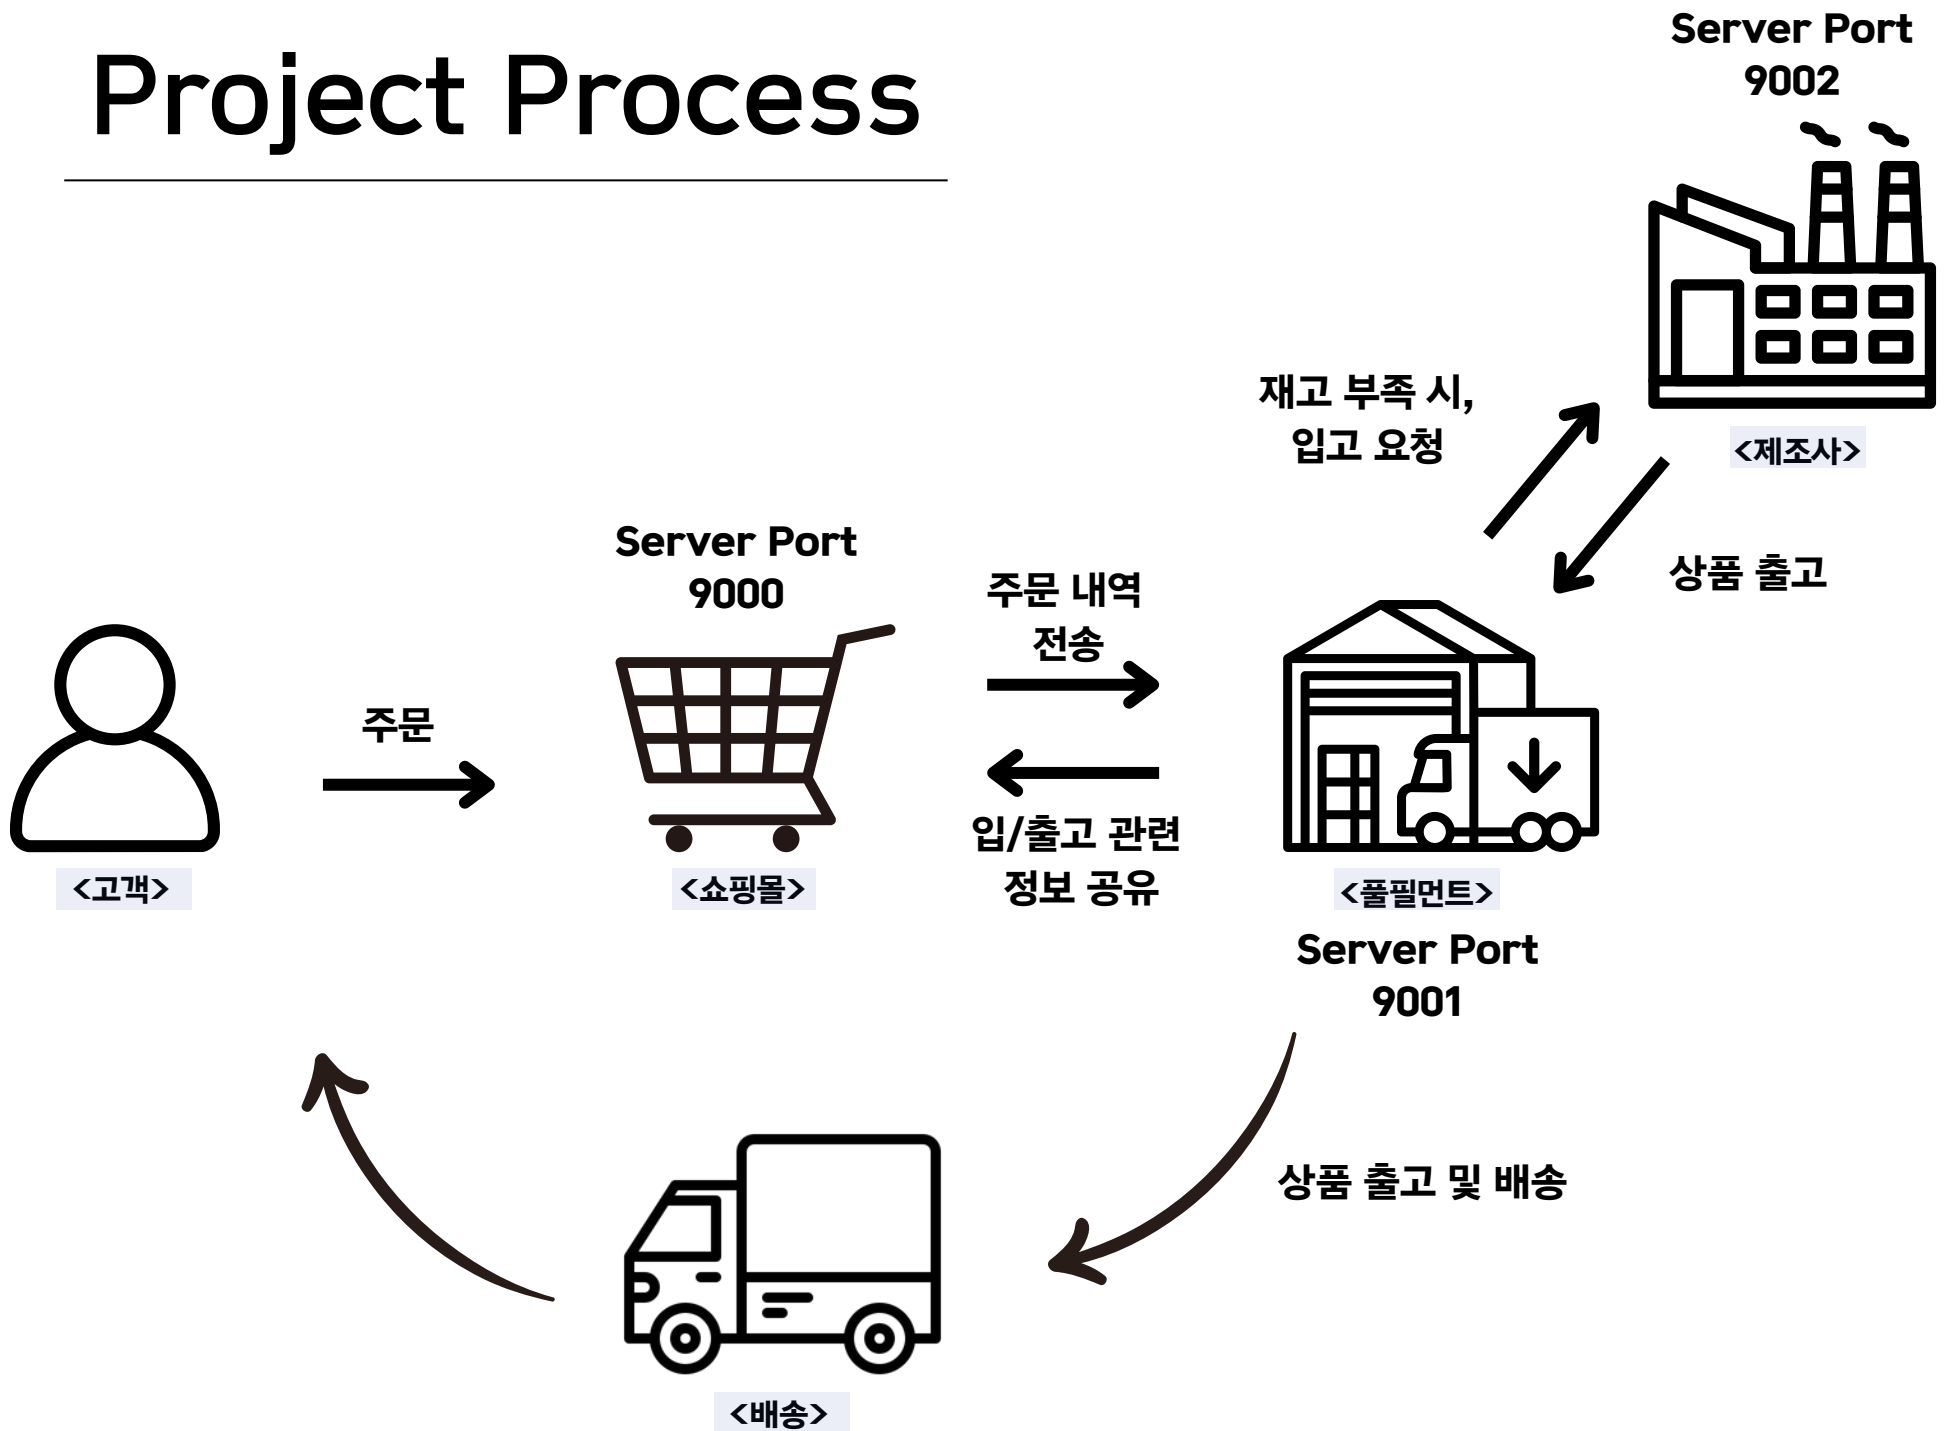 Project Process
Server Port
9002
<제조사>
재고 부족 시,
입고 요청
상품 출고
Server Port
9000
주문 내역
전송
주문
입/출고 관련
정보 공유
<고객>
<쇼핑몰>
<풀필먼트>
Server Port
9001
상품 출고 및 배송
<배송>